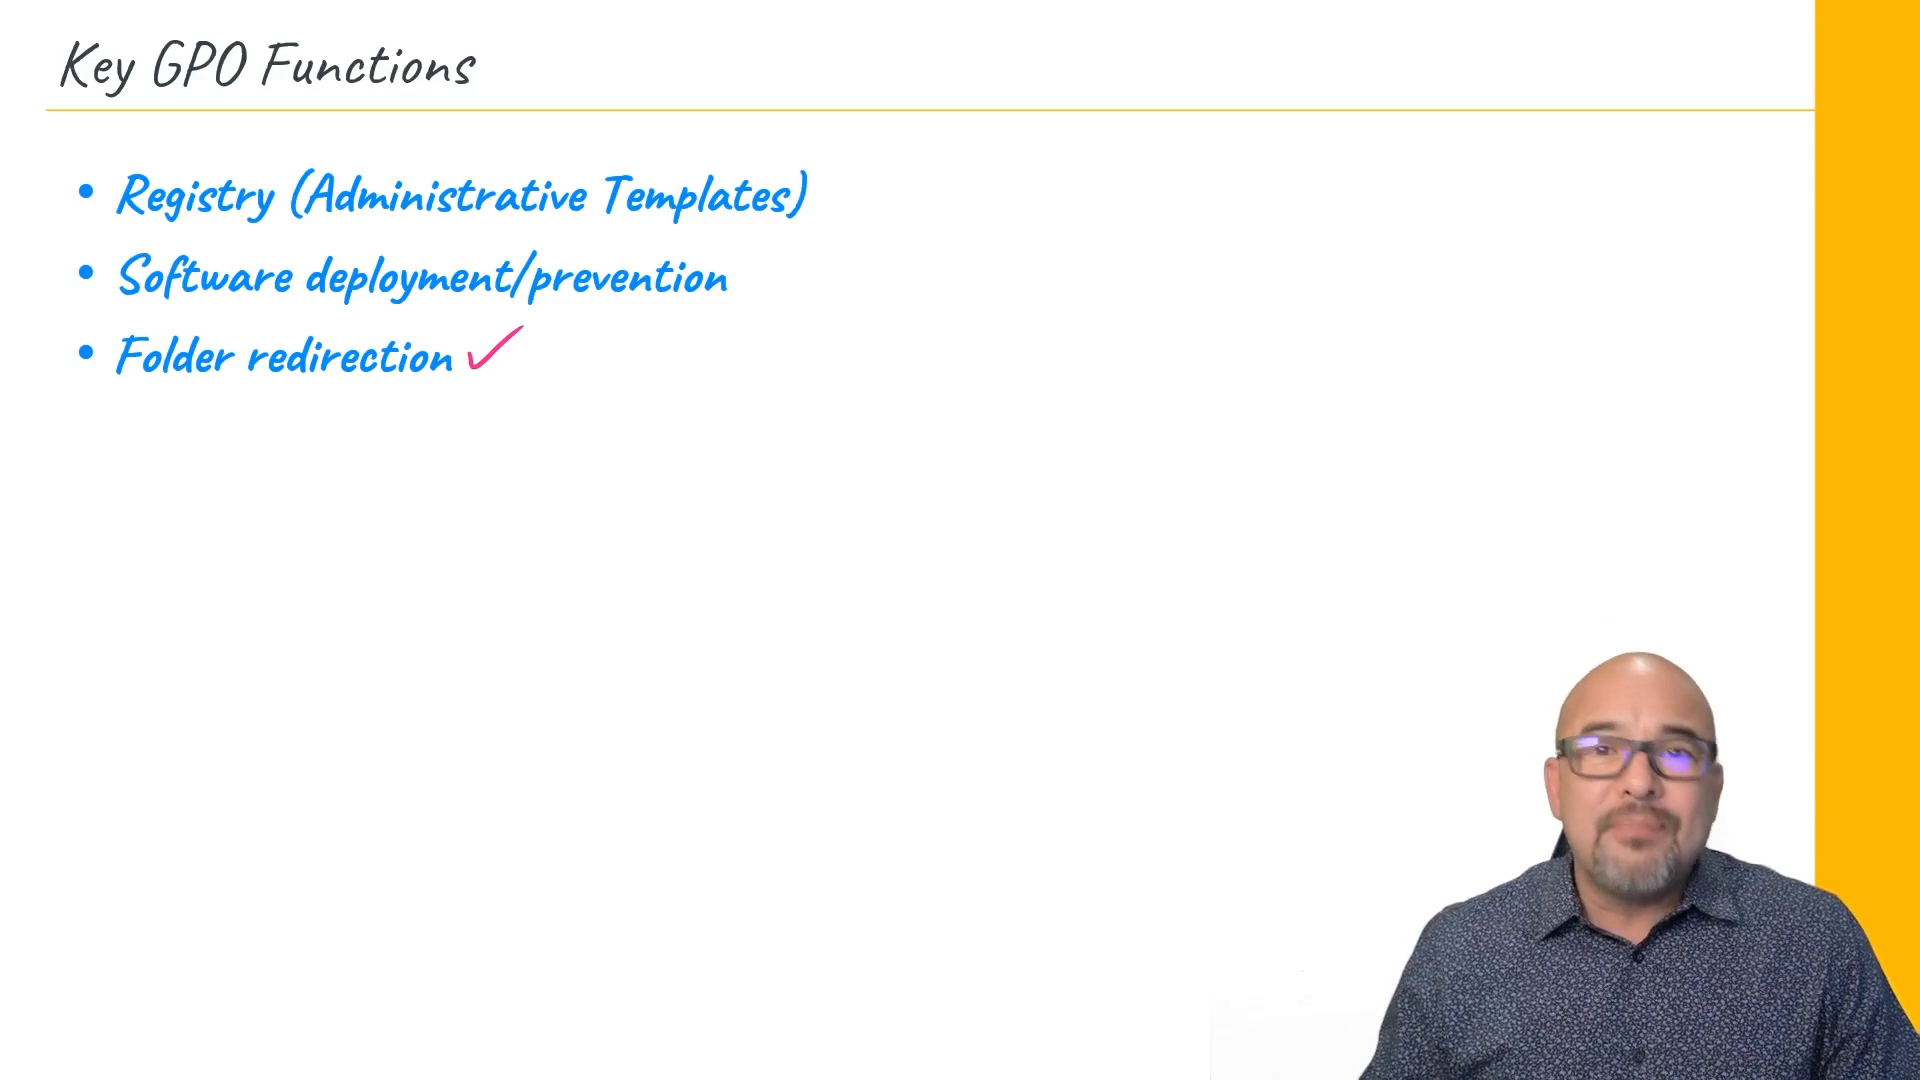 Key GPO Functions
• Registry (Administrative Templates)
• Software deployment/prevention
• Folder redirection ✓